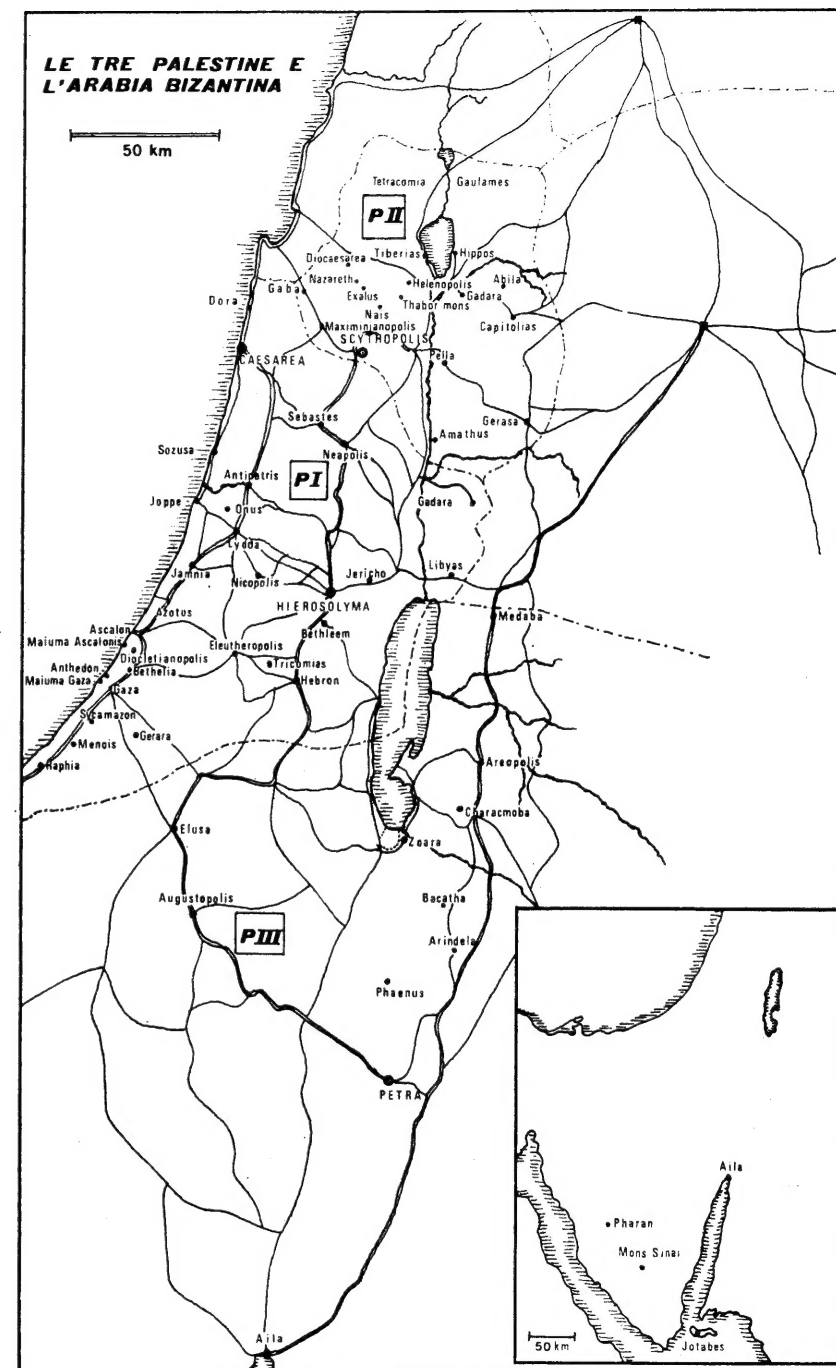 LE TRE PALESTINE E
L'ARABIA BIZANTINA
50 km
Tetracomia
Gaulames
P II
Diocaesarea
Tiberias
Hippos
Nazareth
Helenopolis
Abila
Gaba
Exalus
Gadara
Thabor mons
Dora
Nais
Maximinianopolis
Capitolias
SCYTROPOLIS
CAESAREA
Pella
Sebastes
Gerasa
Amathus
Neapolis
Sozusa
Antipatris
P I
Joppe
Onus
Gadara
Lydda
Jamnia
Nicopolis
Jericho
Libyas
HIEROSOLYMA
Azotus
Medaba
Ascalon
Bethleem
Maiuma Ascalonis
Eleutheropolis
Diocletianopolis
Tricomias
Anthedon
Bethelia
Maiuma Gaza
Hebron
Gaza
Sycamazon
Menois
Gerara
Raphia
Areopolis
Characmoba
Elusa
Zoara
Augustopolis
Bacatha
P III
Arindela
Phaenus
PETRA
Aila
Aila
Pharan
Mons Sinai
50 km
Jotabes